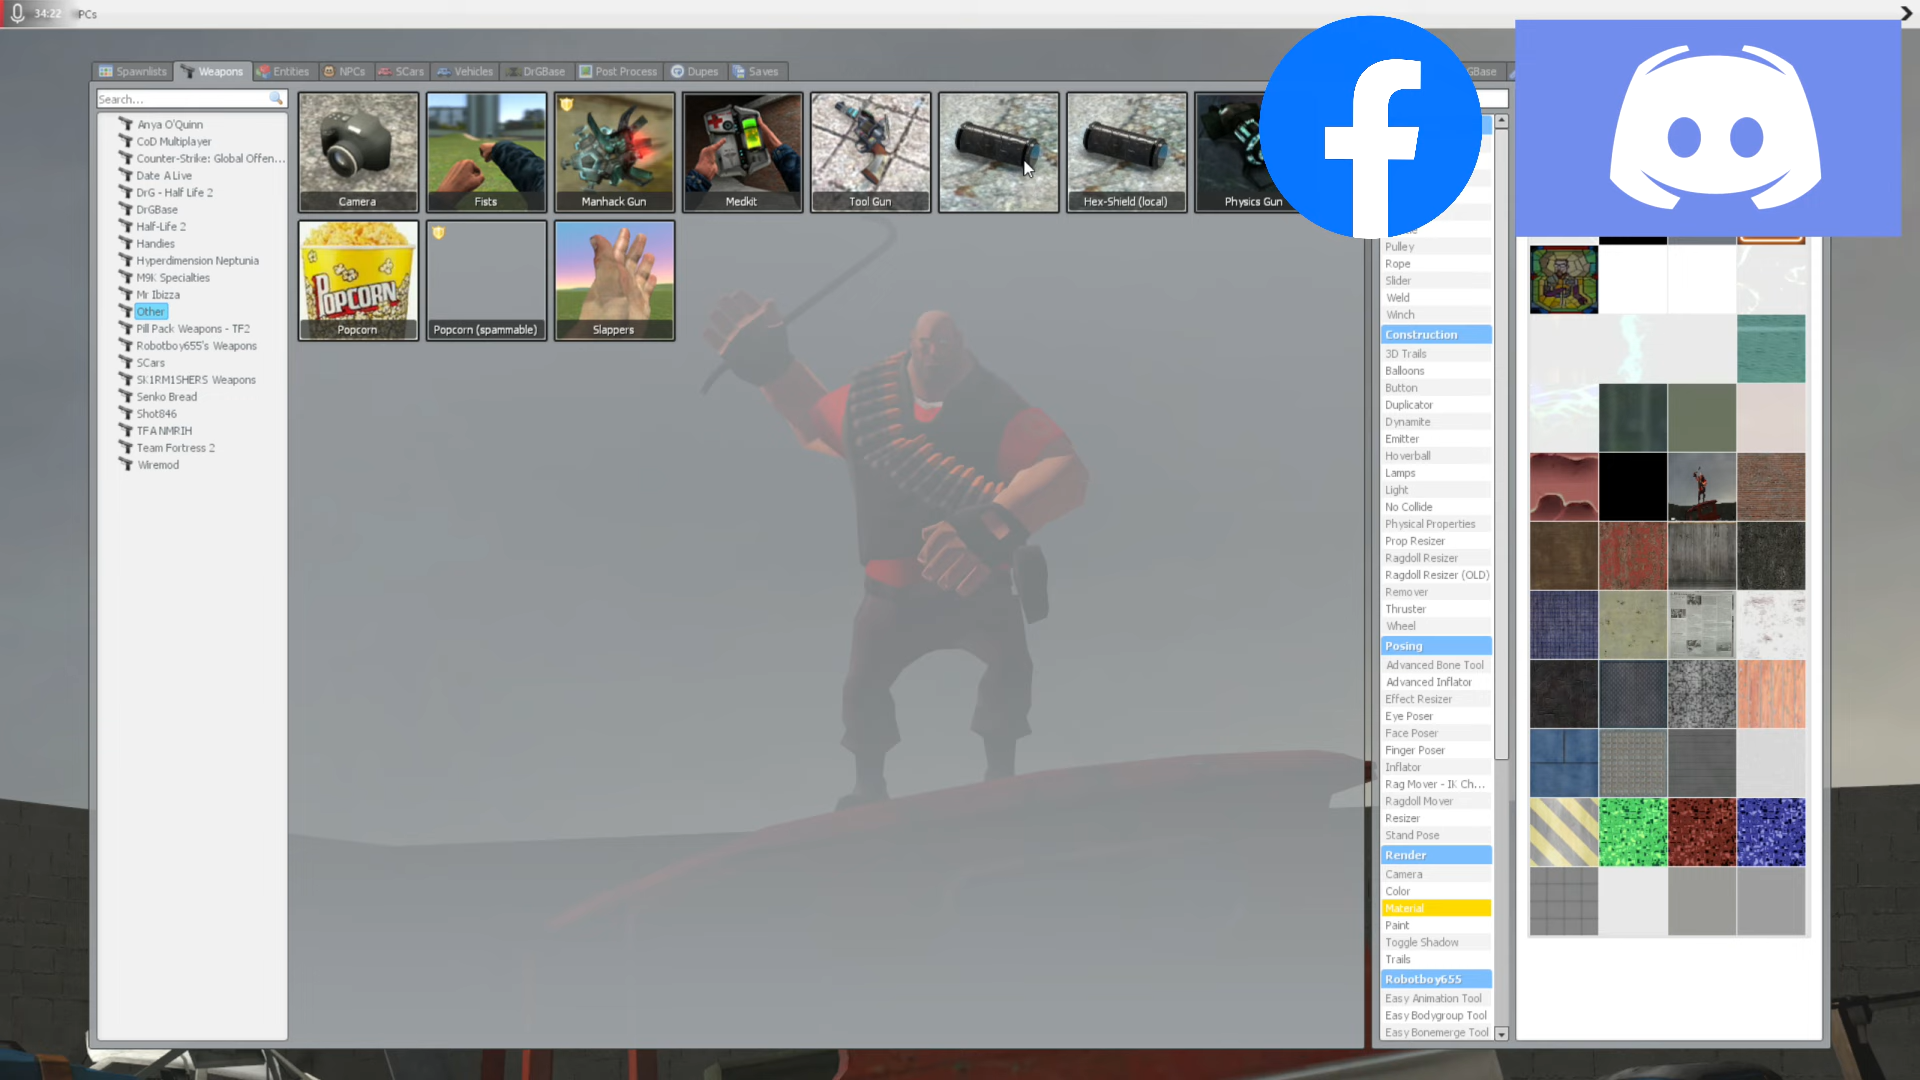 34:22
PCs
Spawnlists
Weapons
Entities
NPCs
SCars
Vehicles
DrGBase
Post Process
Dupes
Saves
GBase
Search...
Anya O'Quinn
CoD Multiplayer
Counter-Strike: Global Offen...
Date A Live
DrG - Half Life 2
DrGBase
Half-Life 2
Handies
Hyperdimension Neptunia
M9K Specialties
Mr Ibizza
Other
Pill Pack Weapons - TF2
Robotboy655's Weapons
SCars
SK1RM1SHERS Weapons
Senko Bread
Shot846
TFA NMRIH
Team Fortress 2
Wiremod
Camera
Fists
Manhack Gun
Medkit
Tool Gun
Hex-Shield (local)
Physics Gun
POPCORN
Popcorn
Popcorn (spammable)
Slappers
Pulley
Rope
Slider
Weld
Winch
Construction
3D Trails
Balloons
Button
Duplicator
Dynamite
Emitter
Hoverball
Lamps
Light
No Collide
Physical Properties
Prop Resizer
Ragdoll Resizer
Ragdoll Resizer (OLD)
Remover
Thruster
Wheel
Posing
Advanced Bone Tool
Advanced Inflator
Effect Resizer
Eye Poser
Face Poser
Finger Poser
Inflator
Rag Mover - IK Ch...
Ragdoll Mover
Resizer
Stand Pose
Render
Camera
Color
Material
Paint
Toggle Shadow
Trails
Robotboy655
Easy Animation Tool
Easy Bodygroup Tool
Easy Bonemerge Tool